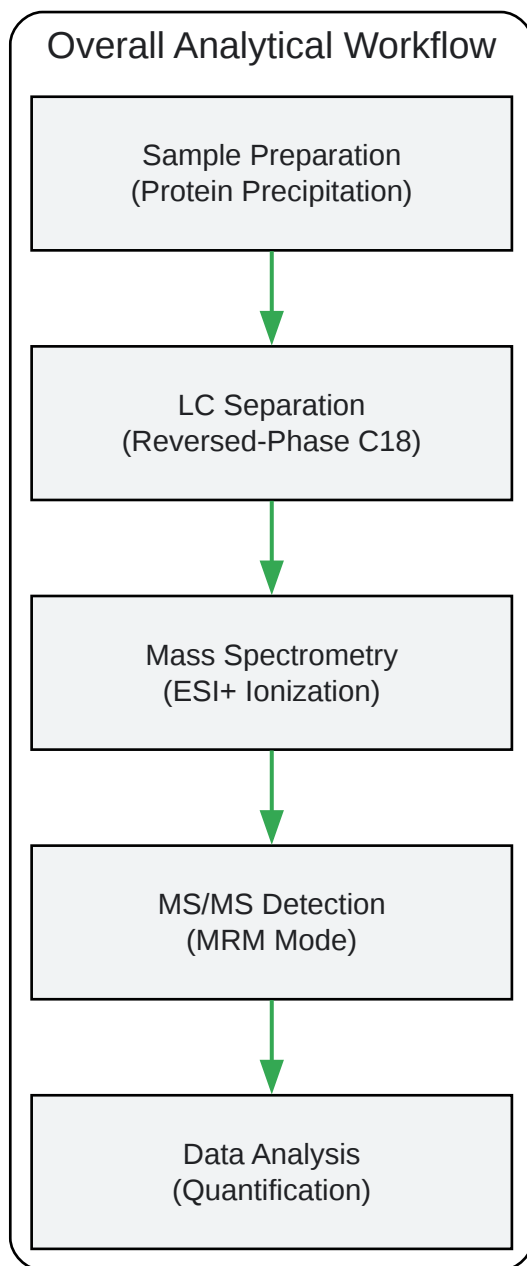 Overall Analytical Workflow
Sample Preparation
(Protein Precipitation)
LC Separation
(Reversed-Phase C18)
Mass Spectrometry
(ESI+ Ionization)
MS/MS Detection
(MRM Mode)
Data Analysis
(Quantification)